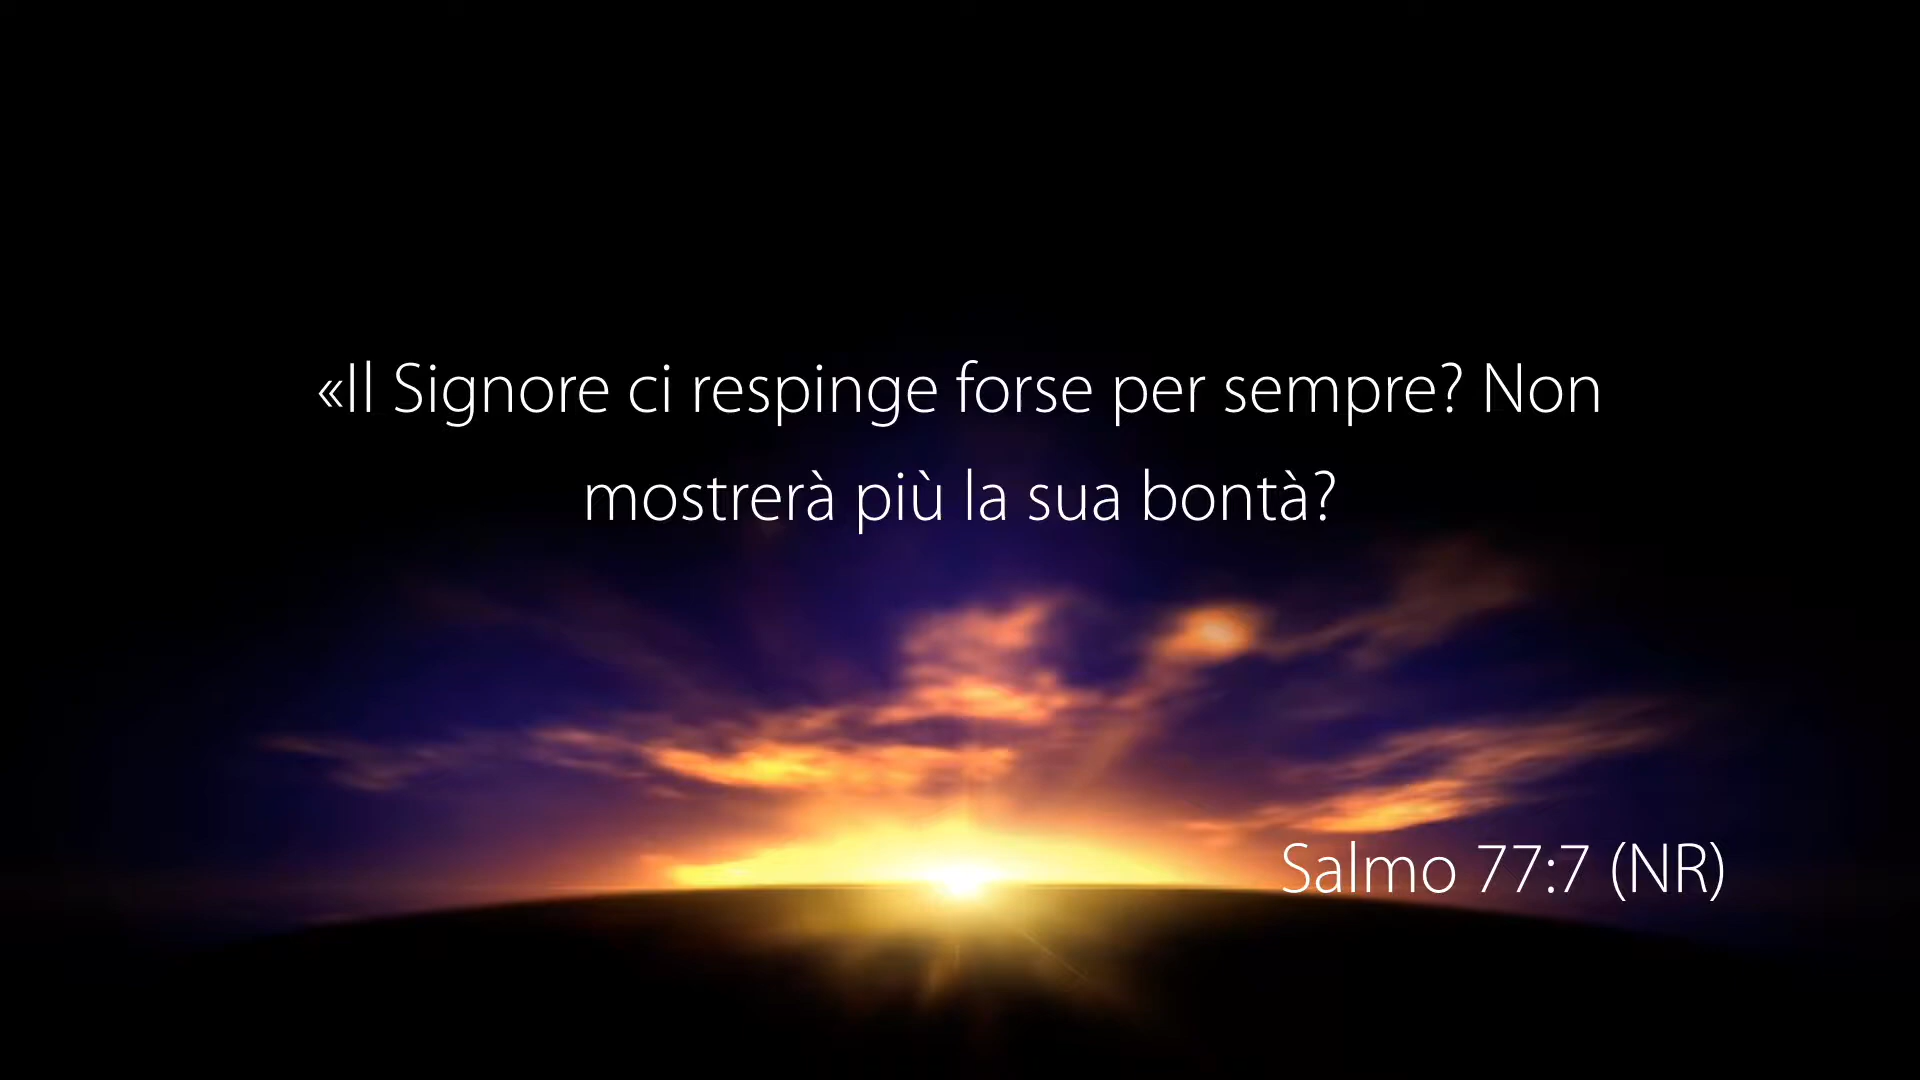 «Il Signore ci respinge forse per sempre? Non
mostrerà più la sua bontà?
Salmo 77:7 (NR)